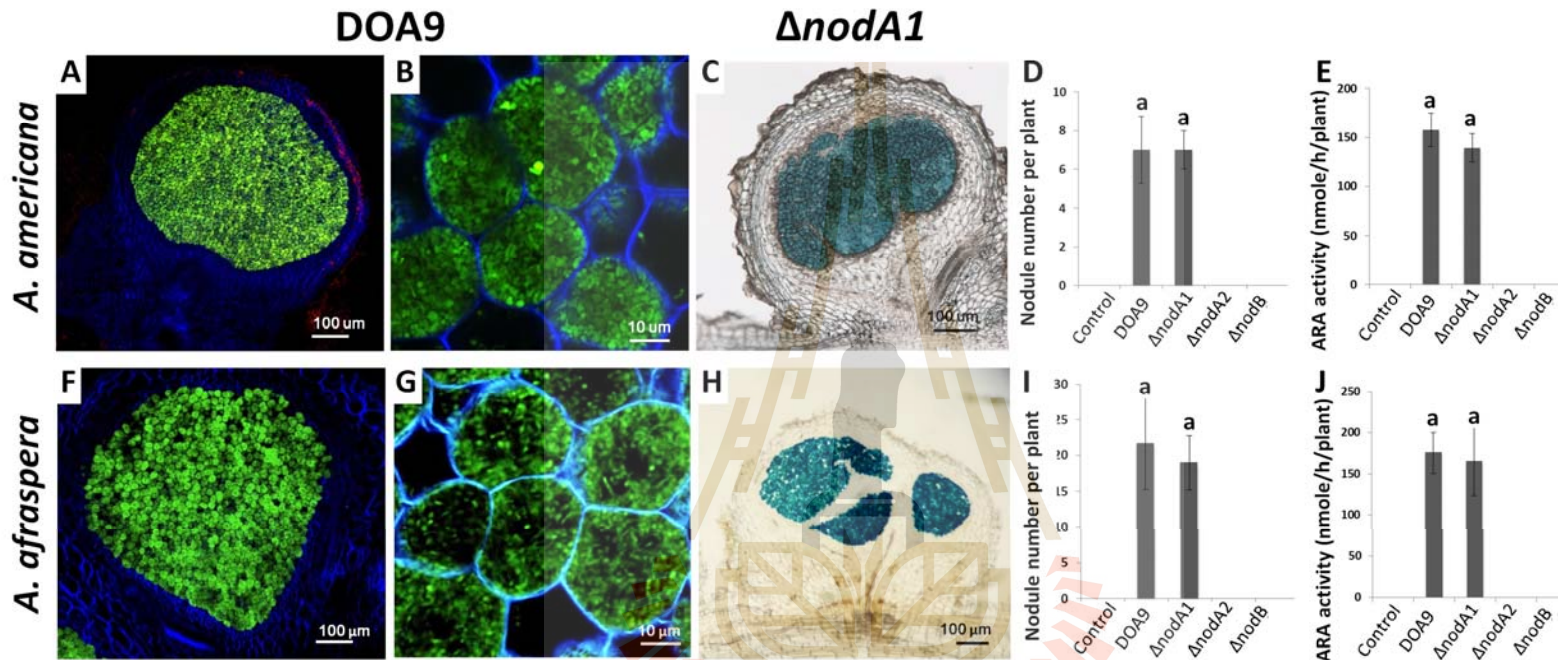 DOA9
ΔnodA1
A. americana
A
100 um
B
10 um
C
100 um
D
Nodule number per plant
10
8
6
4
2
0
a
a
Control
DOA9
ΔnodA1
ΔnodA2
ΔnodB
E
ARA activity (nmole/h/plant)
200
150
100
50
0
a
a
Control
DOA9
ΔnodA1
ΔnodA2
ΔnodB
A. afraspera
F
100 μm
G
10 μm
H
100 μm
I
Nodule number per plant
30
25
20
15
10
5
0
a
a
Control
DOA9
ΔnodA1
ΔnodA2
ΔnodB
J
ARA activity (nmole/h/plant)
250
200
150
100
50
0
a
a
Control
DOA9
ΔnodA1
ΔnodA2
ΔnodB